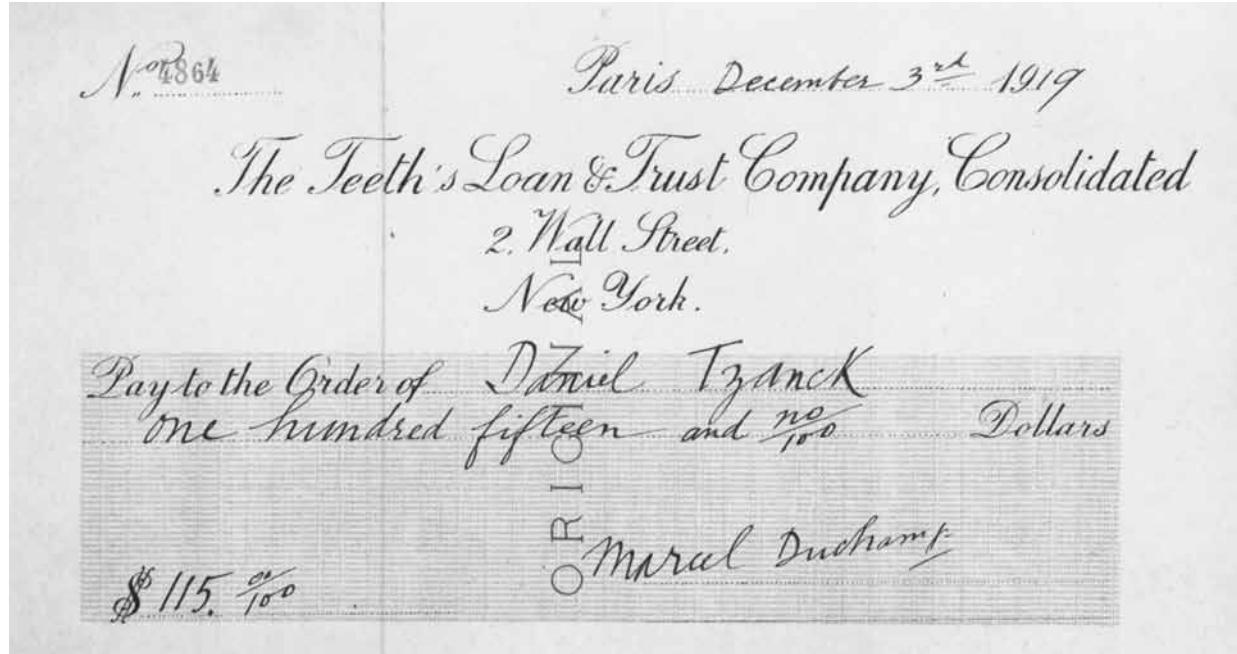 No. 4864
Paris December 3rd 1919
The Teeth's Loan & Trust Company, Consolidated
2. Wall Street.
New York.
Pay to the Order of Daniel Tzanck
one hundred fifteen and no/100 Dollars
ORIGINAL
Marcel Duchamp
$ 115. 00/100